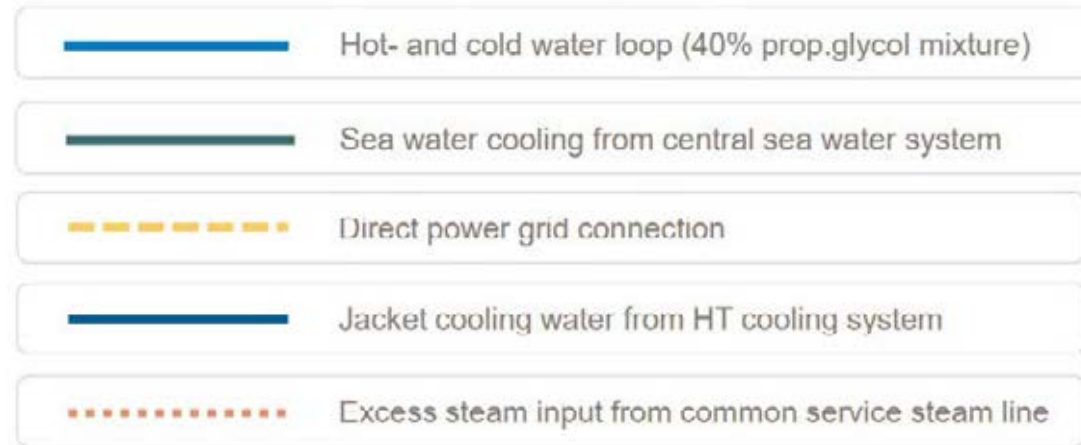 Hot- and cold water loop (40% prop.glycol mixture)
Sea water cooling from central sea water system
Direct power grid connection
Jacket cooling water from HT cooling system
Excess steam input from common service steam line